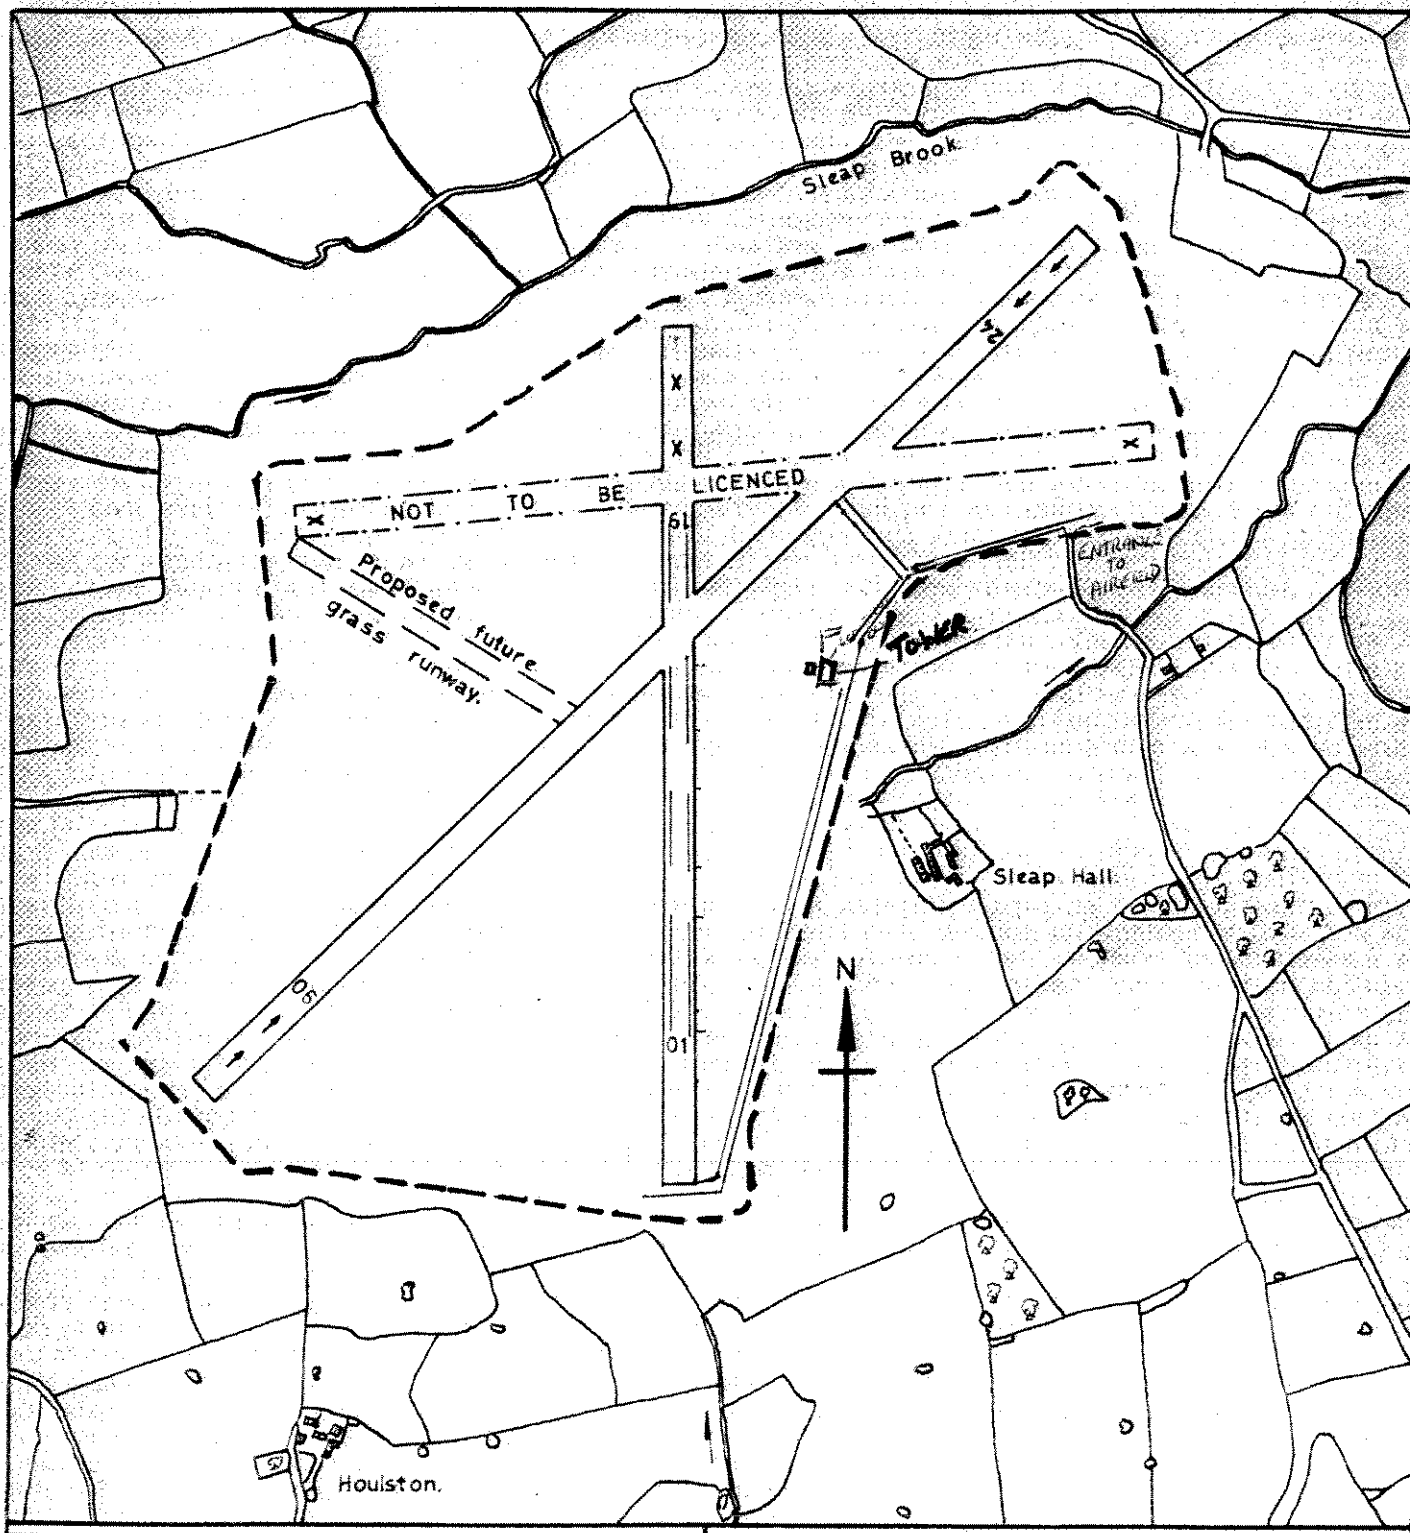 Sleap Brook
24
X
X
X
NOT TO BE LICENCED
X
19
ENTRANCE
TO
AIRFIELD
Proposed future
grass runway.
TOWER
Sleap Hall
N
06
01
Houlston.